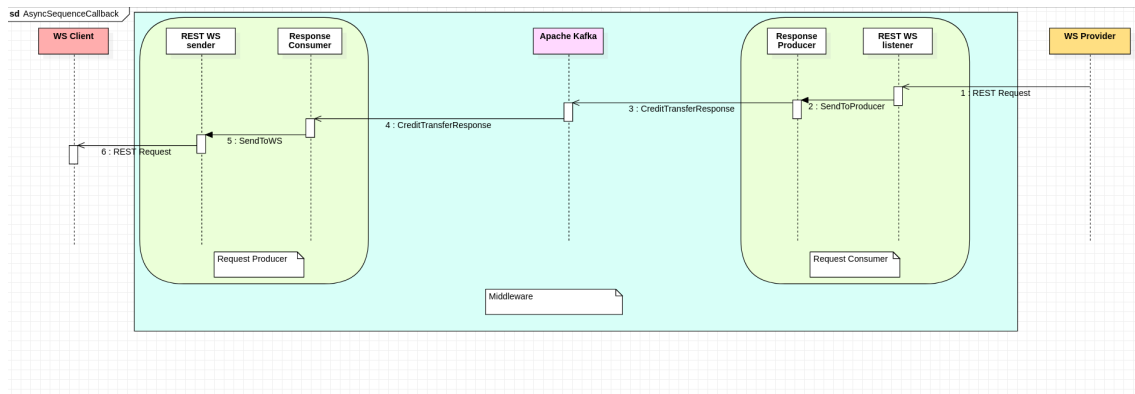 sd AsyncSequenceCallback
WS Client
REST WS
sender
Response
Consumer
Apache Kafka
Response
Producer
REST WS
listener
WS Provider
1 : REST Request
2 : SendToProducer
3 : CreditTransferResponse
4 : CreditTransferResponse
5 : SendToWS
6 : REST Request
Request Producer
Request Consumer
Middleware